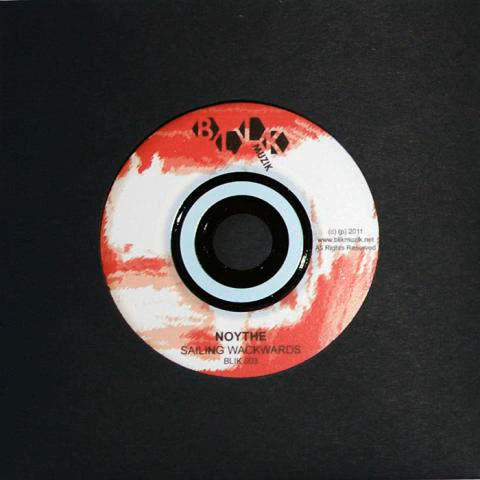 BLIK
MUZIK
(c) (p) 2011
www.blikmuzik.net
All Rights Reserved
NOYTHE
SAILING WACKWARDS
BLIK 003